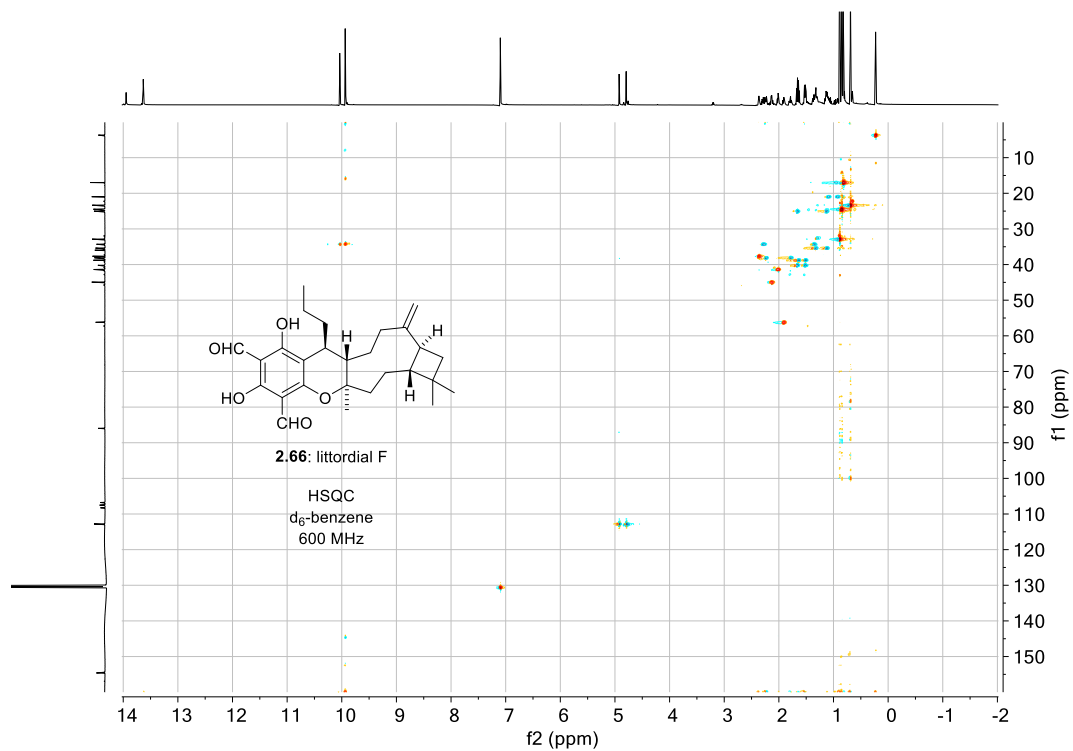 10
20
30
40
50
60
70
80
90
100
110
120
130
140
150
f1 (ppm)
OH
OHC
H
H
HO
O
H
CHO
2.66: littordial F
HSQC
d6-benzene
600 MHz
14 13 12 11 10 9 8 7 6 5 4 3 2 1 0 -1 -2
f2 (ppm)